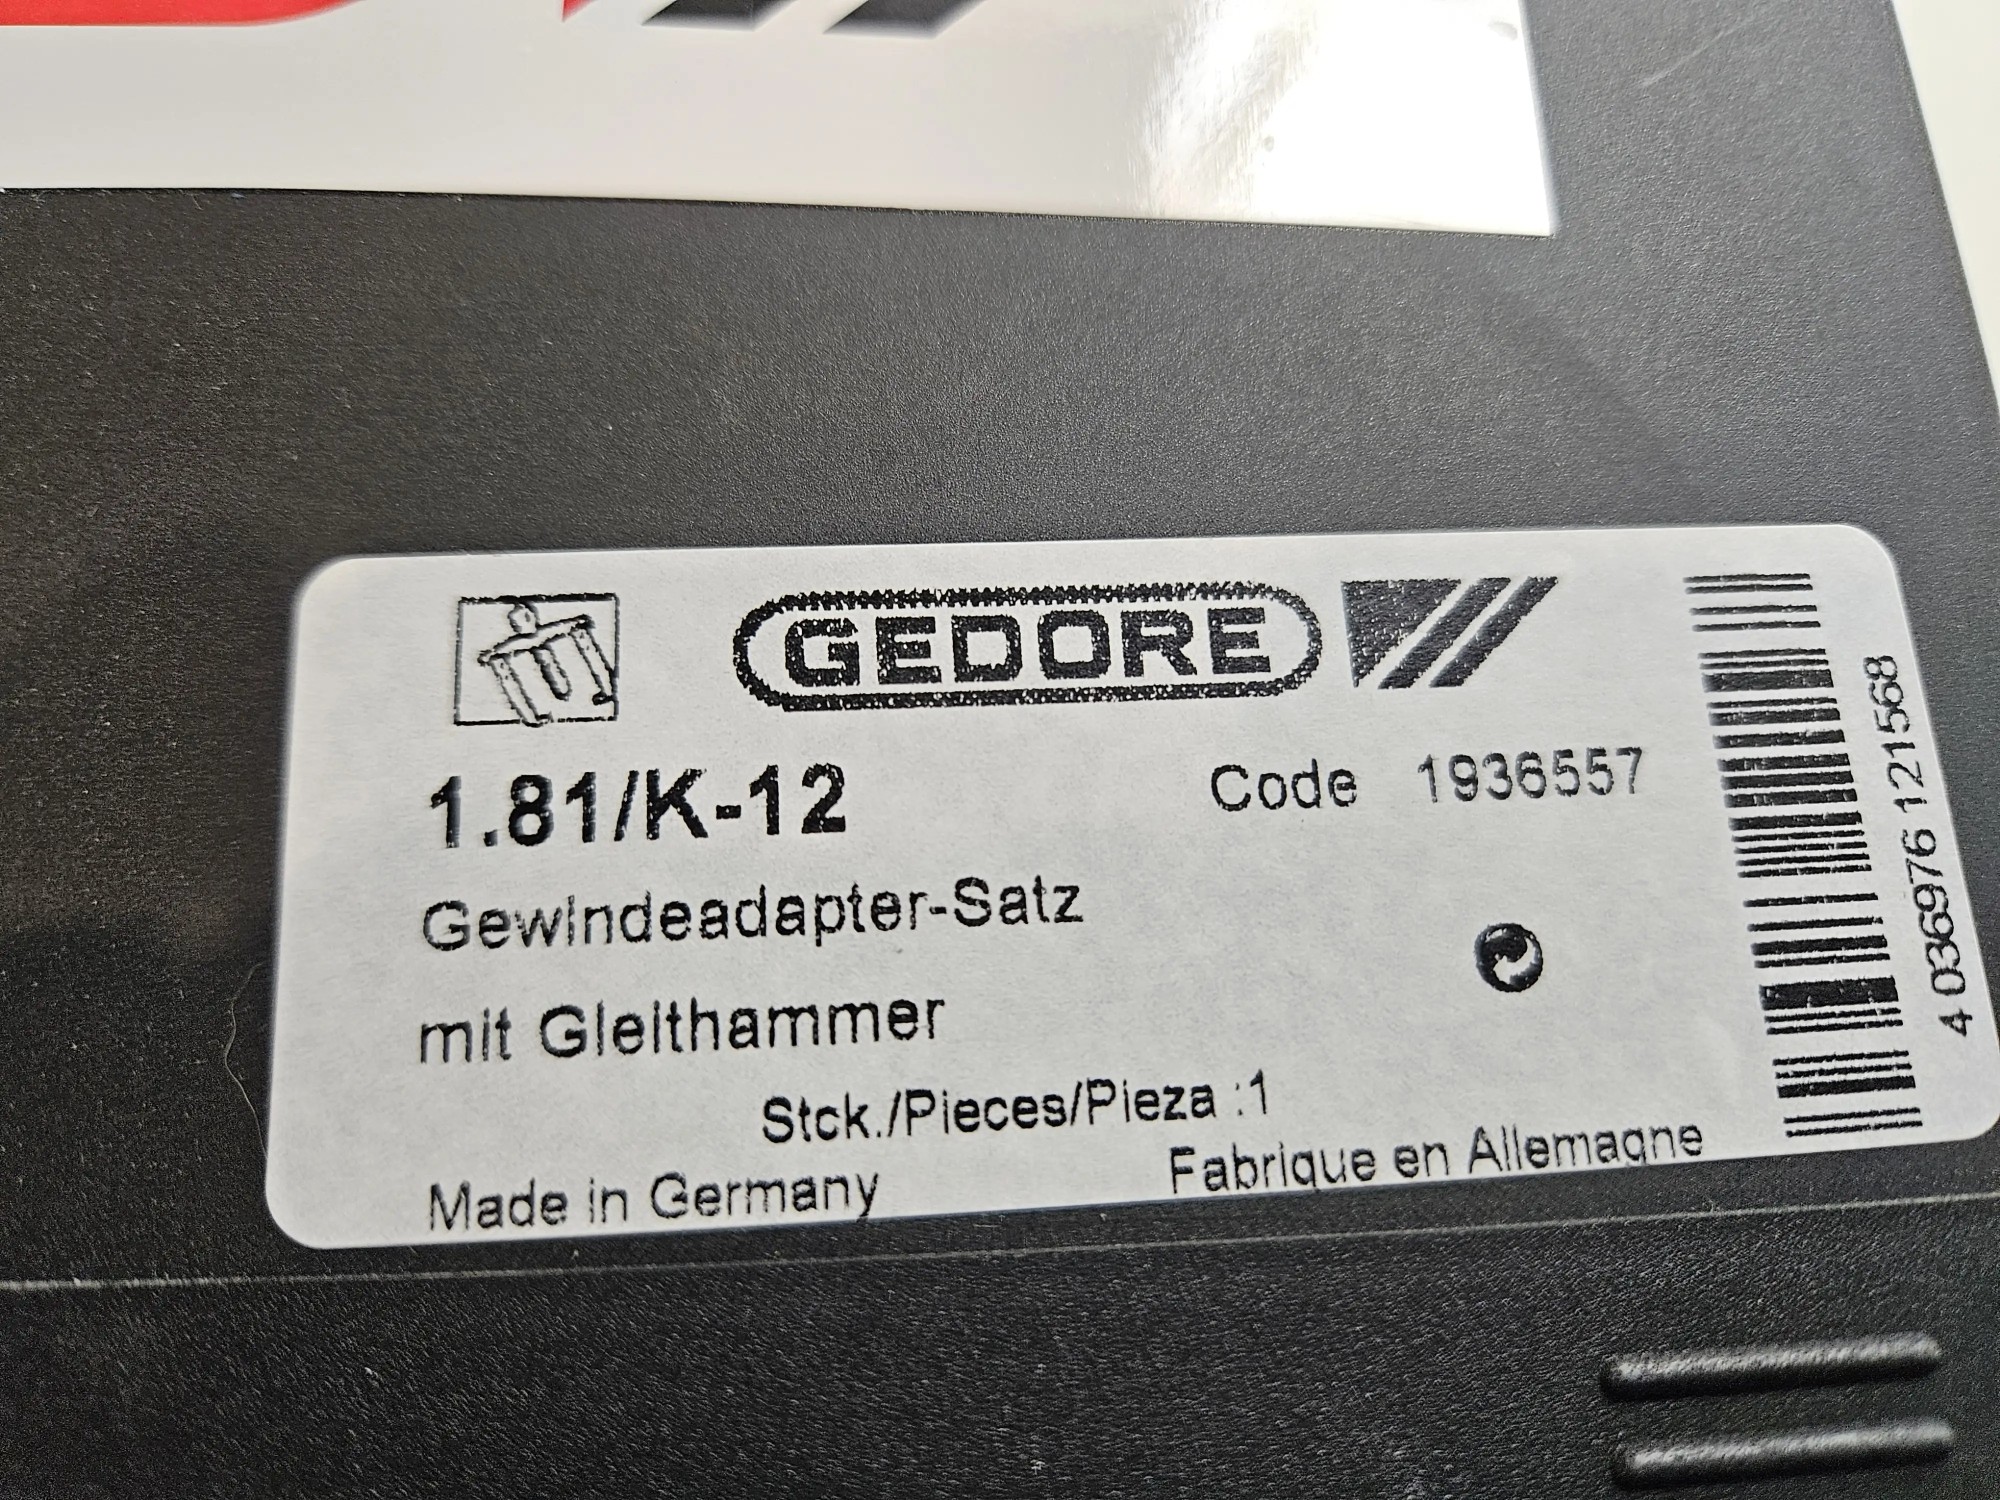 GEDORE
1.81/K-12
Code 1936557
Gewindeadapter-Satz
mit Gleithammer
Stck./Pieces/Pieza :1
Made in Germany
Fabrique en Allemagne
4 036976 121568